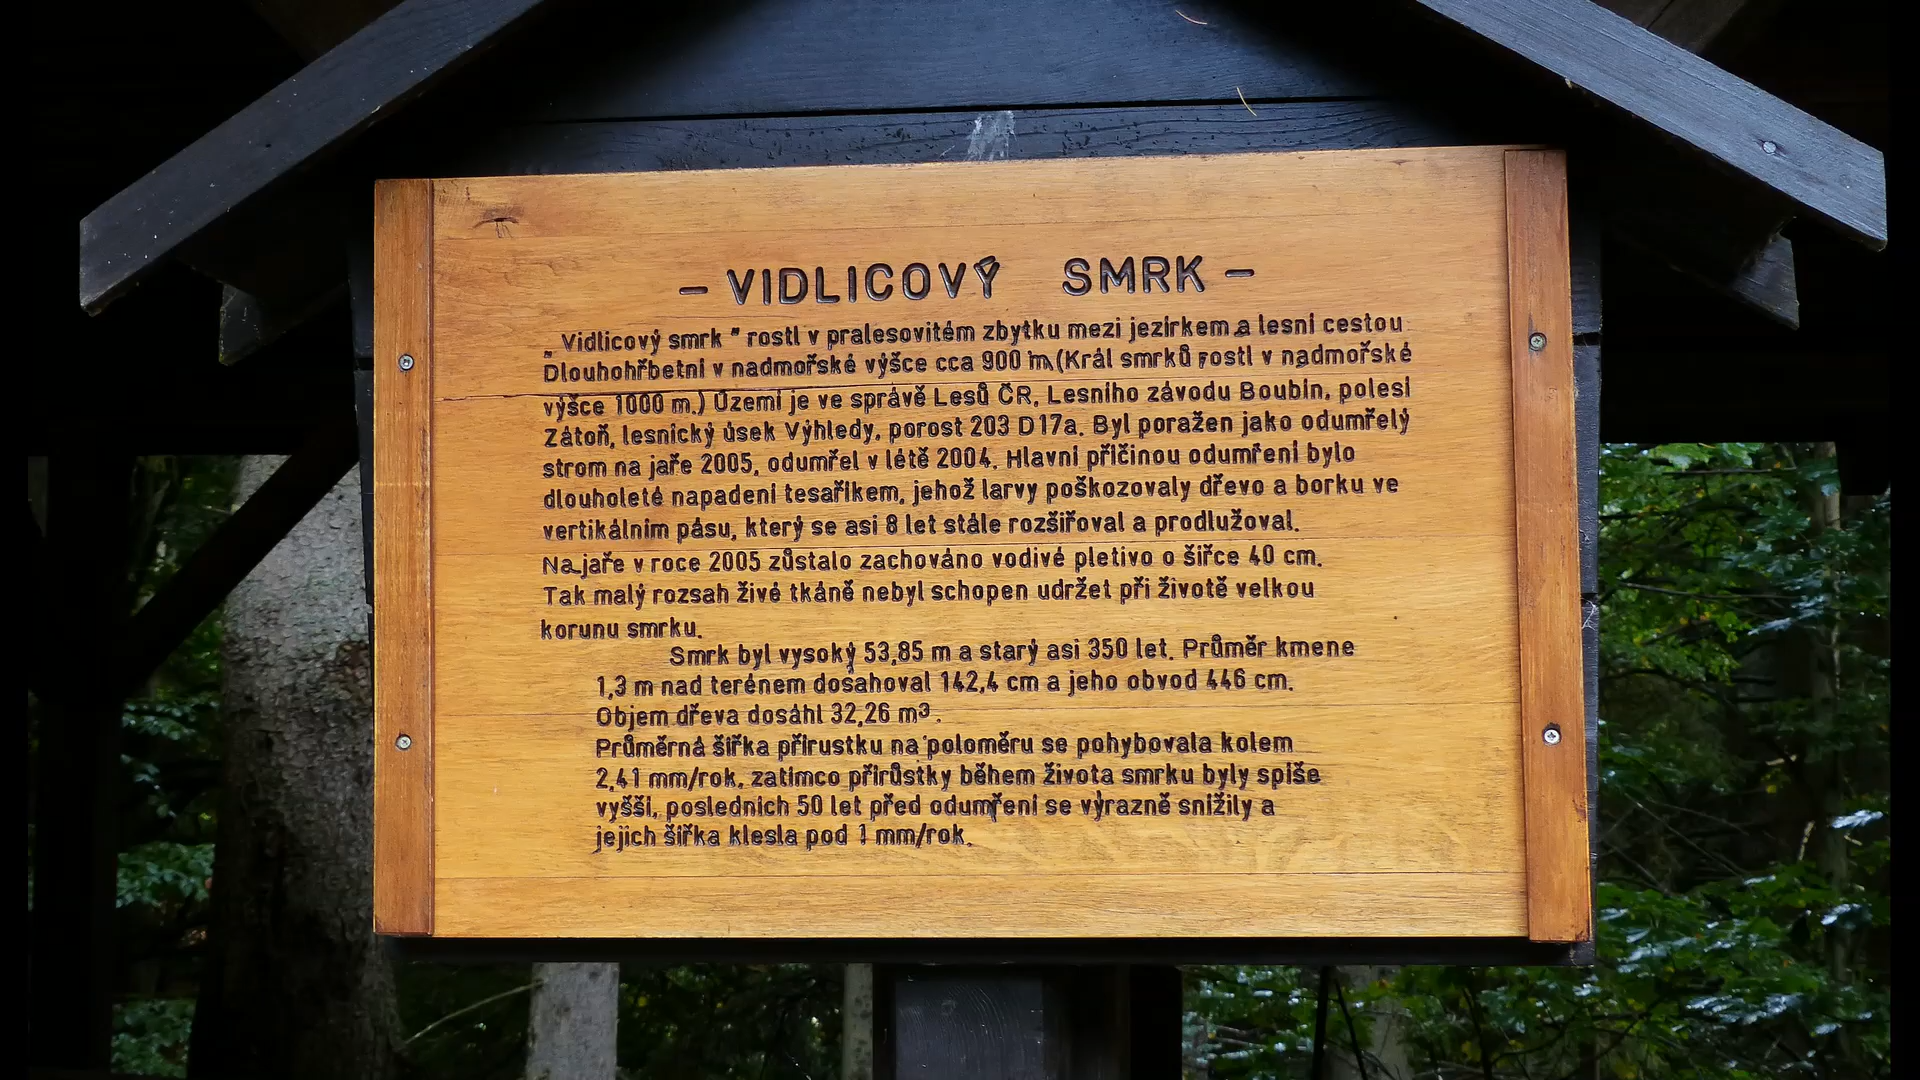 - VIDLICOVÝ SMRK -
„Vidlicový smrk" rostl v pralesovitém zbytku mezi jezírkem a lesní cestou
Dlouhohřbetní v nadmořské výšce cca 900 m (Král smrků rostl v nadmořské
výšce 1000 m.) Území je ve správě Lesů ČR, Lesního závodu Boubín, polesí
Zátoň, lesnický úsek Výhledy, porost 203 D17a. Byl poražen jako odumřelý
strom na jaře 2005, odumřel v létě 2004. Hlavní příčinou odumření bylo
dlouholeté napadení tesaříkem, jehož larvy poškozovaly dřevo a borku ve
vertikálním pásu, který se asi 8 let stále rozšiřoval a prodlužoval.
Na jaře v roce 2005 zůstalo zachováno vodivé pletivo o šířce 40 cm.
Tak malý rozsah živé tkáně nebyl schopen udržet při životě velkou
korunu smrku.
Smrk byl vysoký 53,85 m a starý asi 350 let. Průměr kmene
1,3 m nad terénem dosahoval 142,4 cm a jeho obvod 446 cm.
Objem dřeva dosáhl 32,26 m³.
Průměrná šířka přírustku na poloměru se pohybovala kolem
2,41 mm/rok, zatímco přírůstky během života smrku byly spíše
vyšší, posledních 50 let před odumření se výrazně snížily a
jejich šířka klesla pod 1 mm/rok.